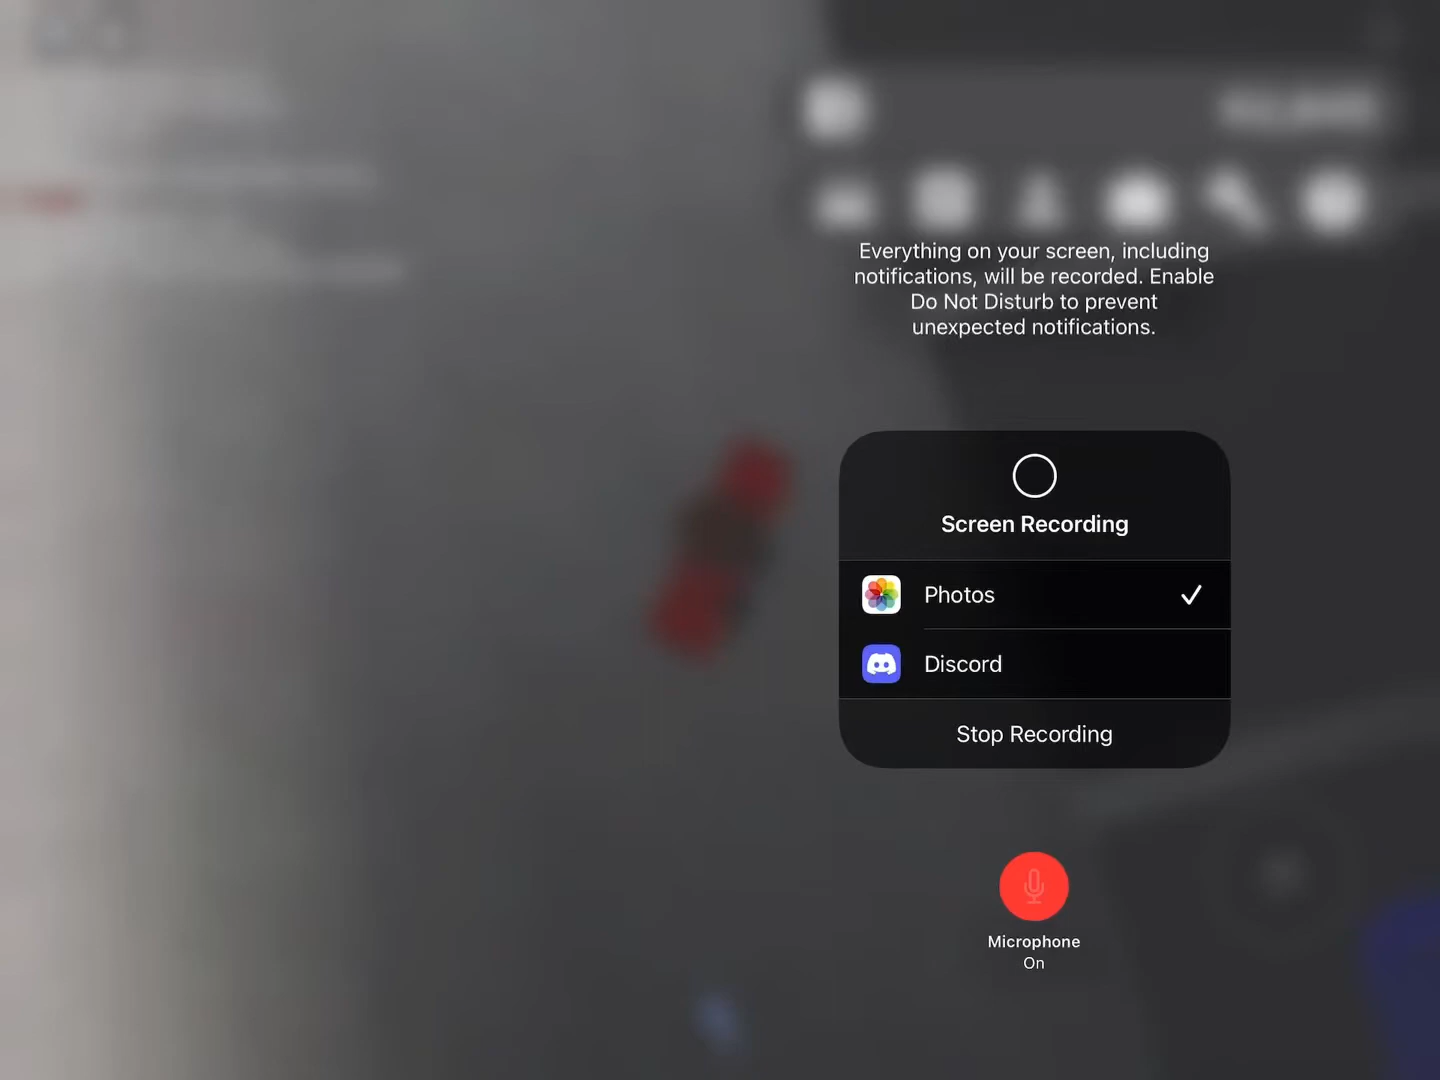 Everything on your screen, including
notifications, will be recorded. Enable
Do Not Disturb to prevent
unexpected notifications.
Screen Recording
Photos
Discord
Stop Recording
Microphone
On